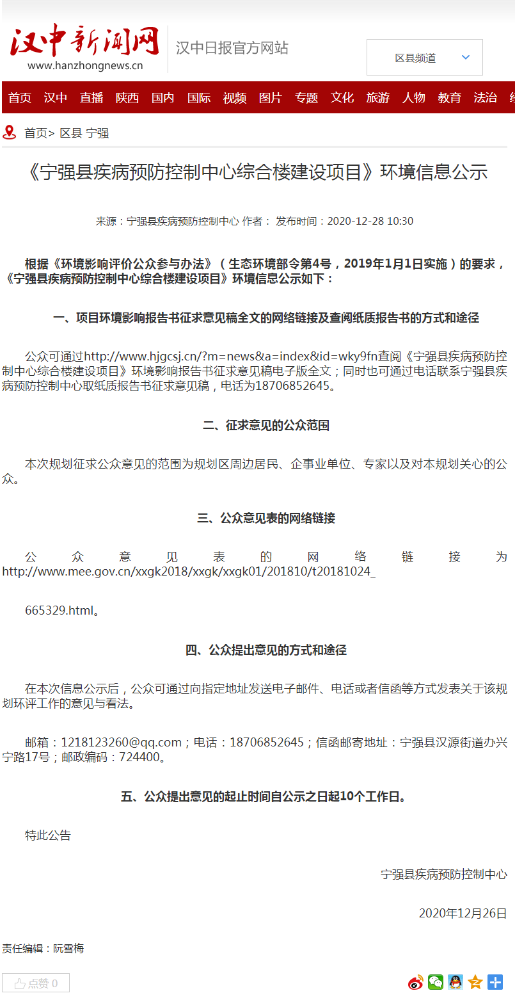 汉中新闻网
www.hanzhongnews.cn
汉中日报官方网站
区县频道
首页 汉中 直播 陕西 国内 国际 视频 图片 专题 文化 旅游 人物 教育 法治
首页> 区县 宁强
《宁强县疾病预防控制中心综合楼建设项目》环境信息公示
来源：宁强县疾病预防控制中心 作者： 发布时间：2020-12-28 10:30
根据《环境影响评价公众参与办法》（生态环境部令第4号，2019年1月1日实施）的要求，
《宁强县疾病预防控制中心综合楼建设项目》环境信息公示如下：
一、项目环境影响报告书征求意见稿全文的网络链接及查阅纸质报告书的方式和途径
公众可通过http://www.hjgcsj.cn/?m=news&a=index&id=wky9fn查阅《宁强县疾病预防控
制中心综合楼建设项目》环境影响报告书征求意见稿电子版全文；同时也可通过电话联系宁强县疾
病预防控制中心取纸质报告书征求意见稿，电话为18706852645。
二、征求意见的公众范围
本次规划征求公众意见的范围为规划区周边居民、企事业单位、专家以及对本规划关心的公
众。
三、公众意见表的网络链接
公众意见表的网络链接为
http://www.mee.gov.cn/xxgk2018/xxgk/xxgk01/201810/t20181024_
665329.html。
四、公众提出意见的方式和途径
在本次信息公示后，公众可通过向指定地址发送电子邮件、电话或者信函等方式发表关于该规
划环评工作的意见与看法。
邮箱：1218123260@qq.com；电话：18706852645；信函邮寄地址：宁强县汉源街道办兴
宁路17号；邮政编码：724400。
五、公众提出意见的起止时间自公示之日起10个工作日。
特此公告
宁强县疾病预防控制中心
2020年12月26日
责任编辑：阮雪梅
点赞 0